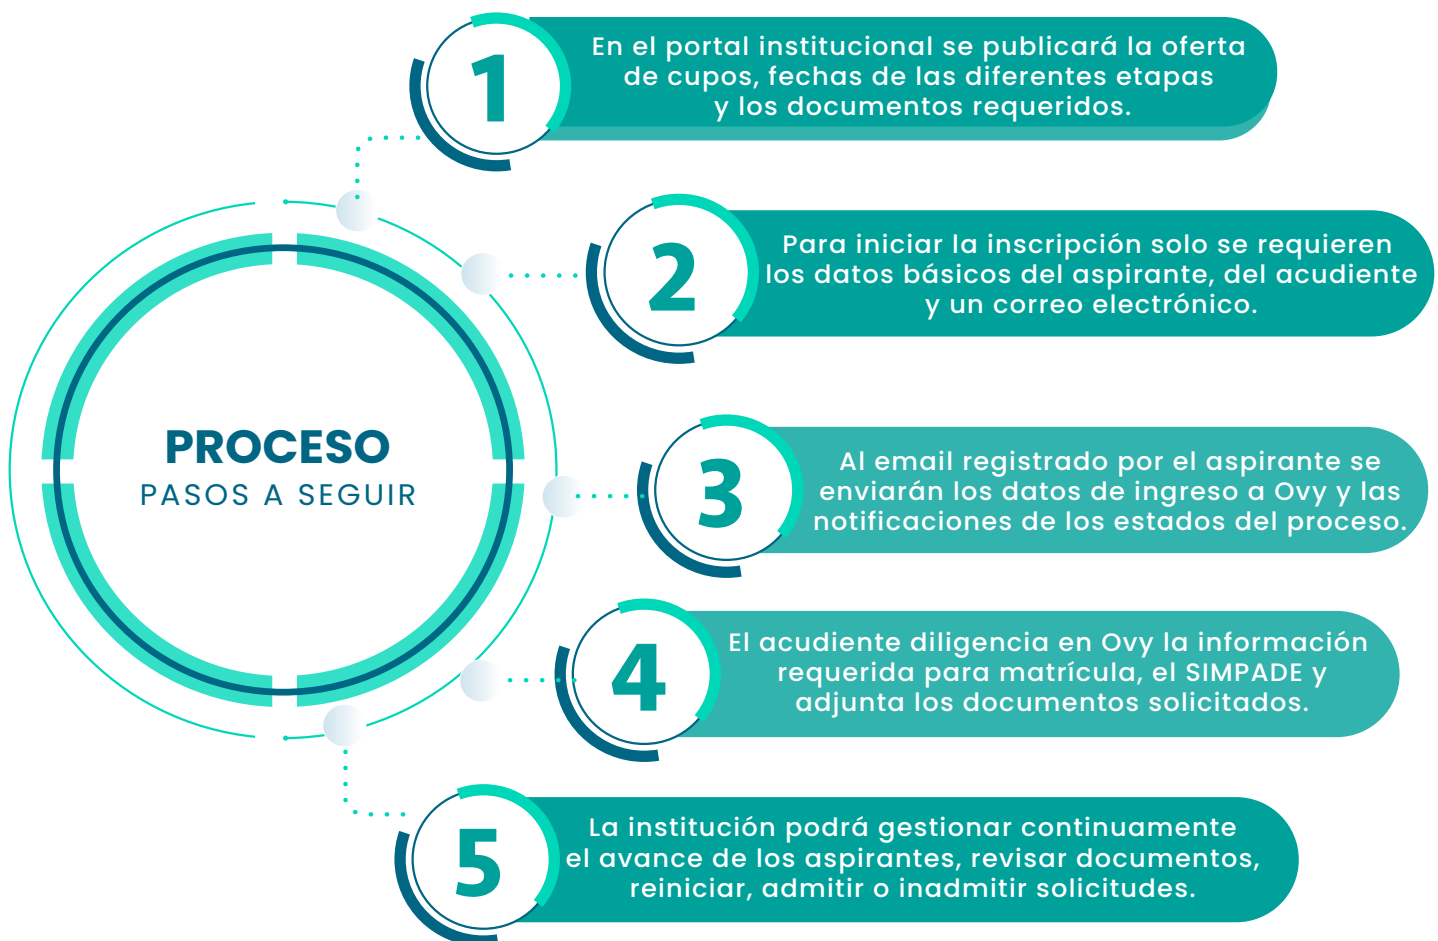 1
En el portal institucional se publicará la oferta
de cupos, fechas de las diferentes etapas
y los documentos requeridos.
2
Para iniciar la inscripción solo se requieren
los datos básicos del aspirante, del acudiente
y un correo electrónico.
PROCESO
PASOS A SEGUIR
3
Al email registrado por el aspirante se
enviarán los datos de ingreso a Ovy y las
notificaciones de los estados del proceso.
4
El acudiente diligencia en Ovy la información
requerida para matrícula, el SIMPADE y
adjunta los documentos solicitados.
5
La institución podrá gestionar continuamente
el avance de los aspirantes, revisar documentos,
reiniciar, admitir o inadmitir solicitudes.